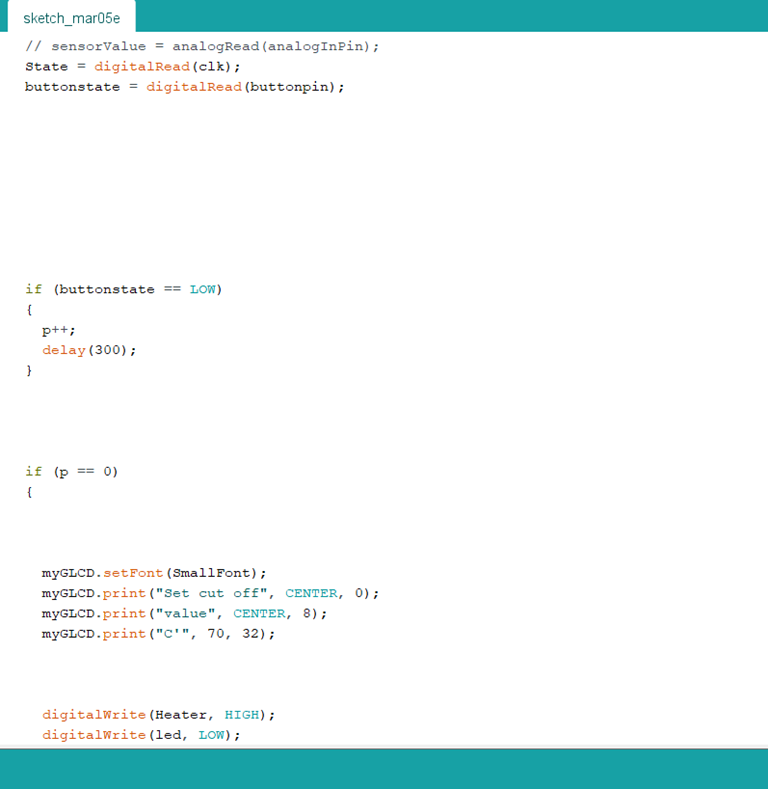 sketch_mar05e
// sensorValue = analogRead(analogInPin);
State = digitalRead(clk);
buttonstate = digitalRead(buttonpin);
if (buttonstate == LOW)
{
p++;
delay(300);
}
if (p == 0)
{
myGLCD.setFont(SmallFont);
myGLCD.print("Set cut off", CENTER, 0);
myGLCD.print("value", CENTER, 8);
myGLCD.print("C'", 70, 32);
digitalWrite(Heater, HIGH);
digitalWrite(led, LOW);